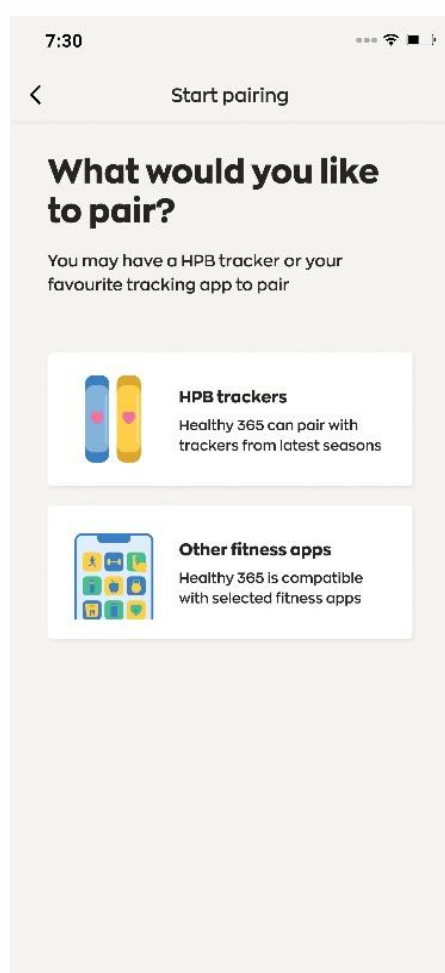 7:30
Start pairing
What would you like
to pair?
You may have a HPB tracker or your
favourite tracking app to pair
HPB trackers
Healthy 365 can pair with
trackers from latest seasons
Other fitness apps
Healthy 365 is compatible
with selected fitness apps